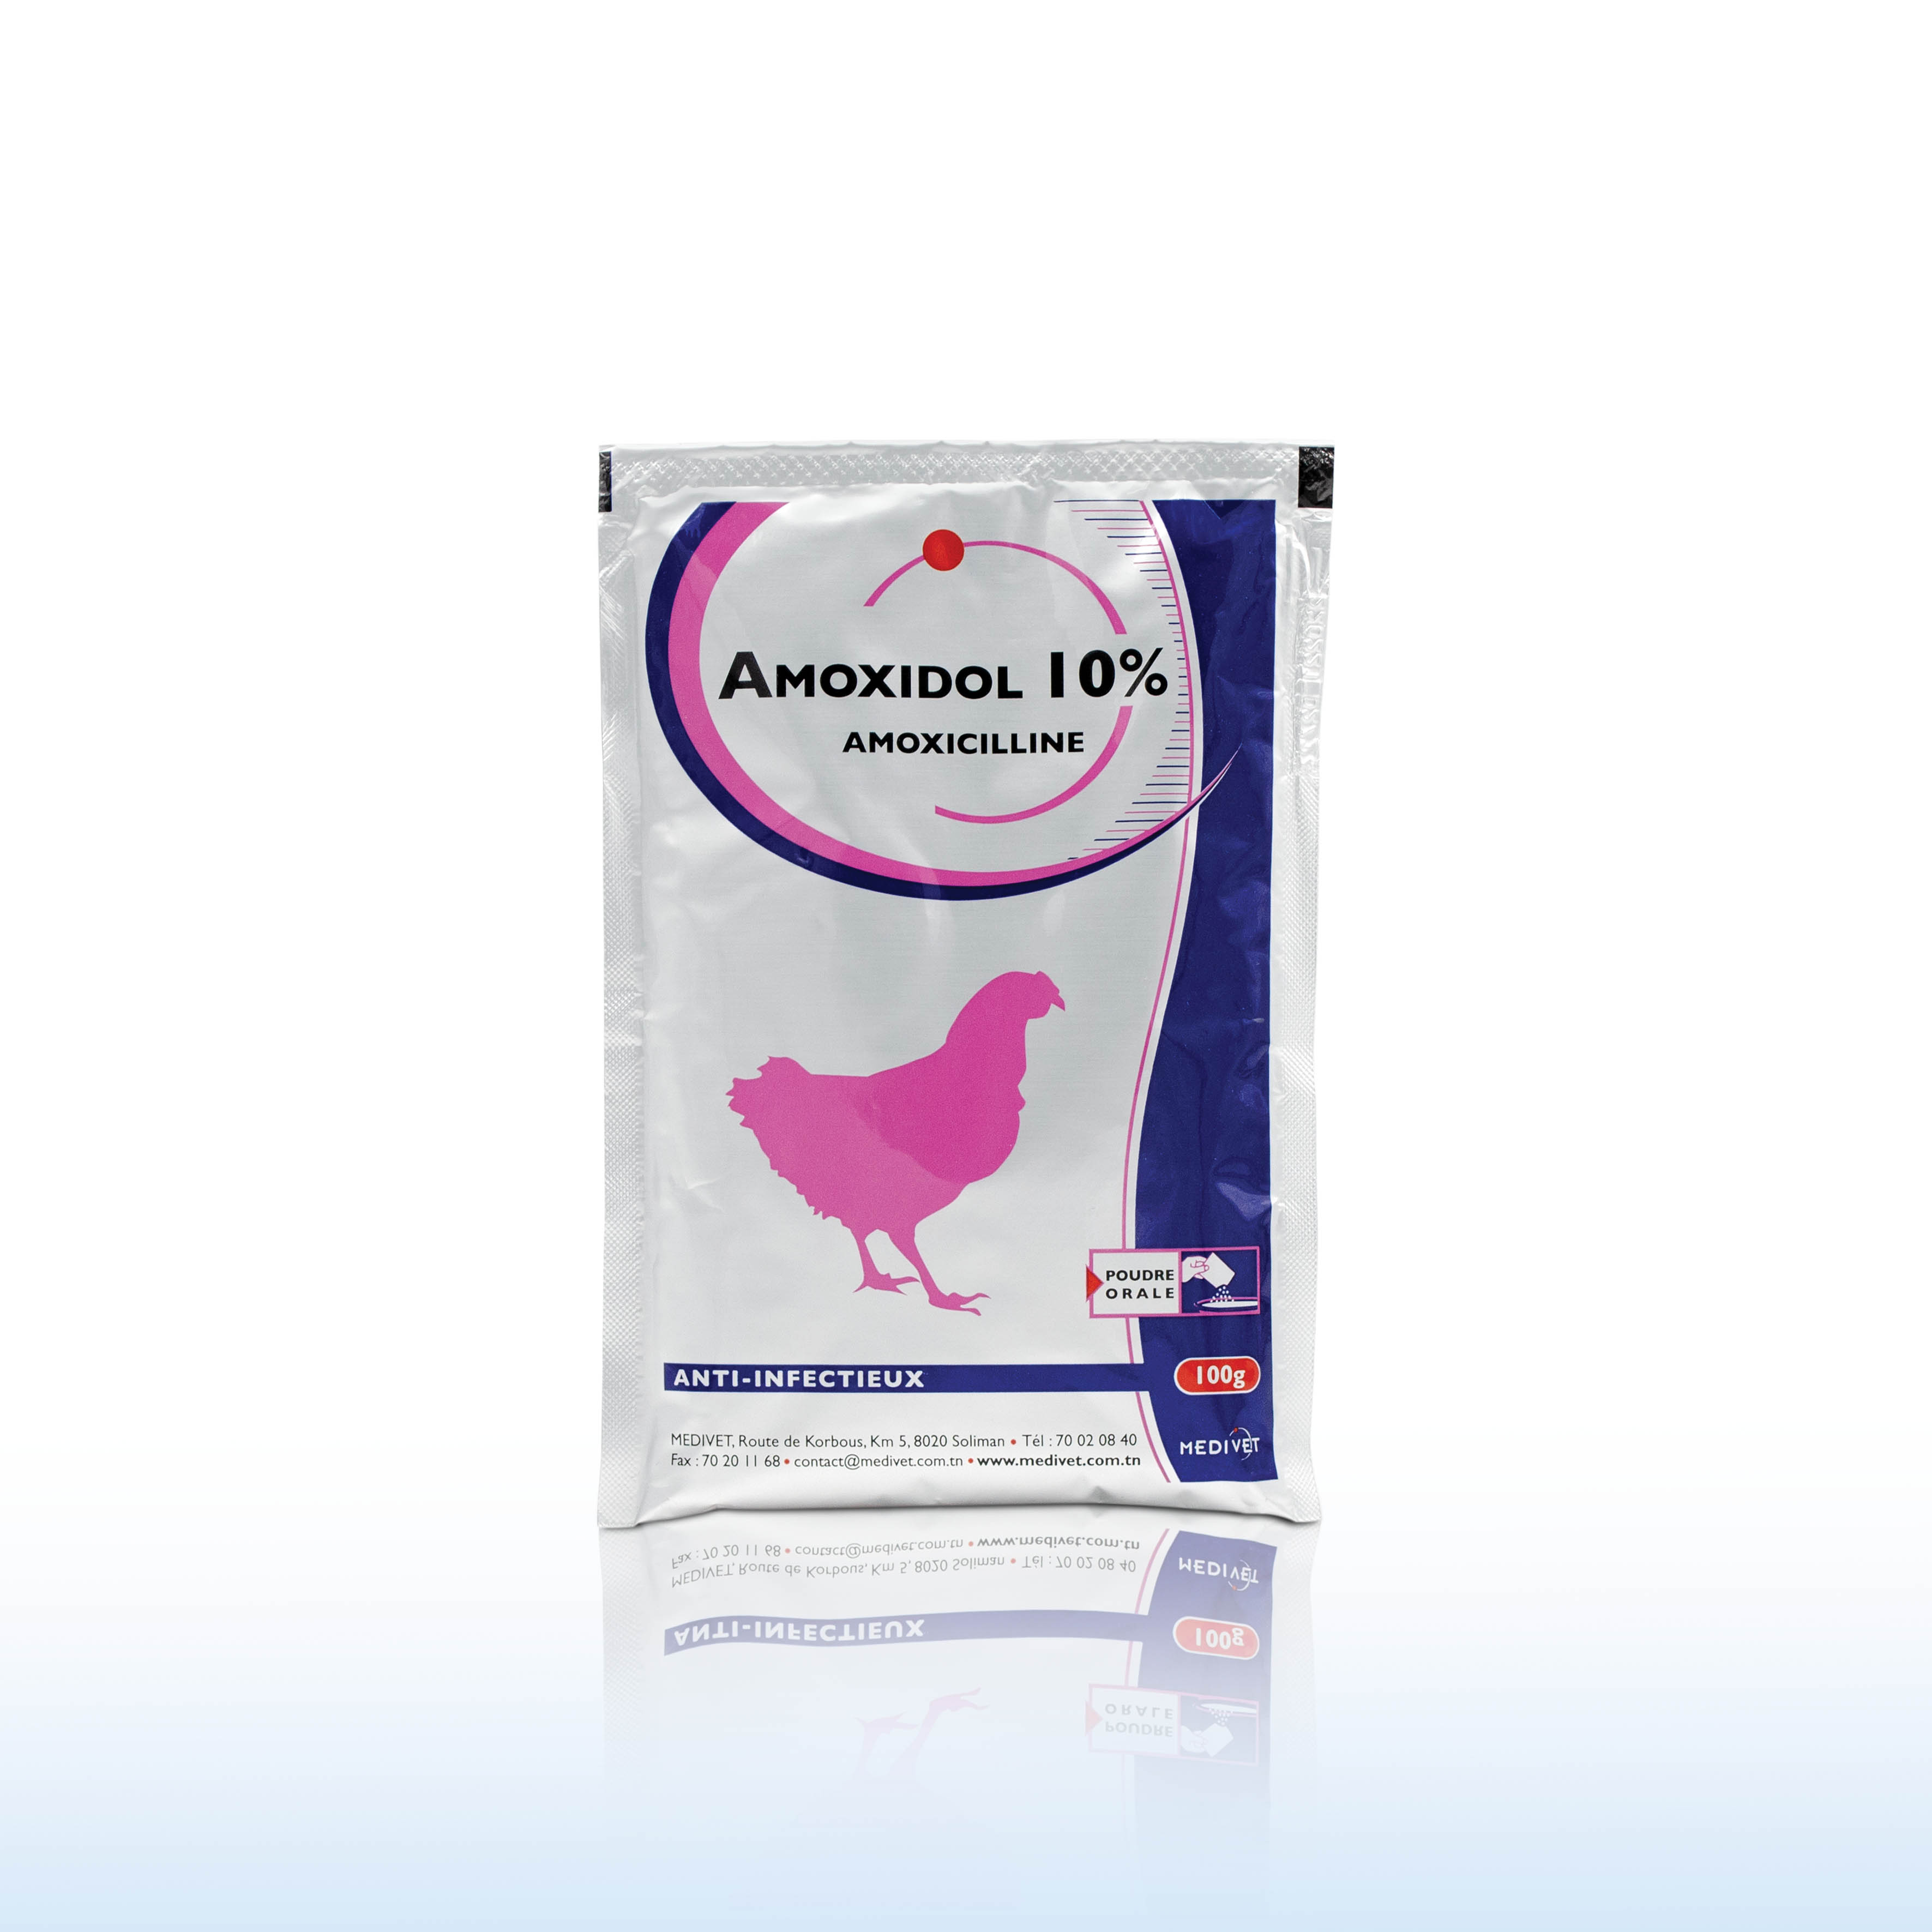 AMOXIDOL 10%
AMOXICILLINE
POUDRE
ORALE
ANTI-INFECTIEUX
100g
MEDIVET, Route de Korbous, Km 5, 8020 Soliman • Tél : 70 02 08 40
Fax : 70 20 11 68 • contact@medivet.com.tn • www.medivet.com.tn
MEDIVET